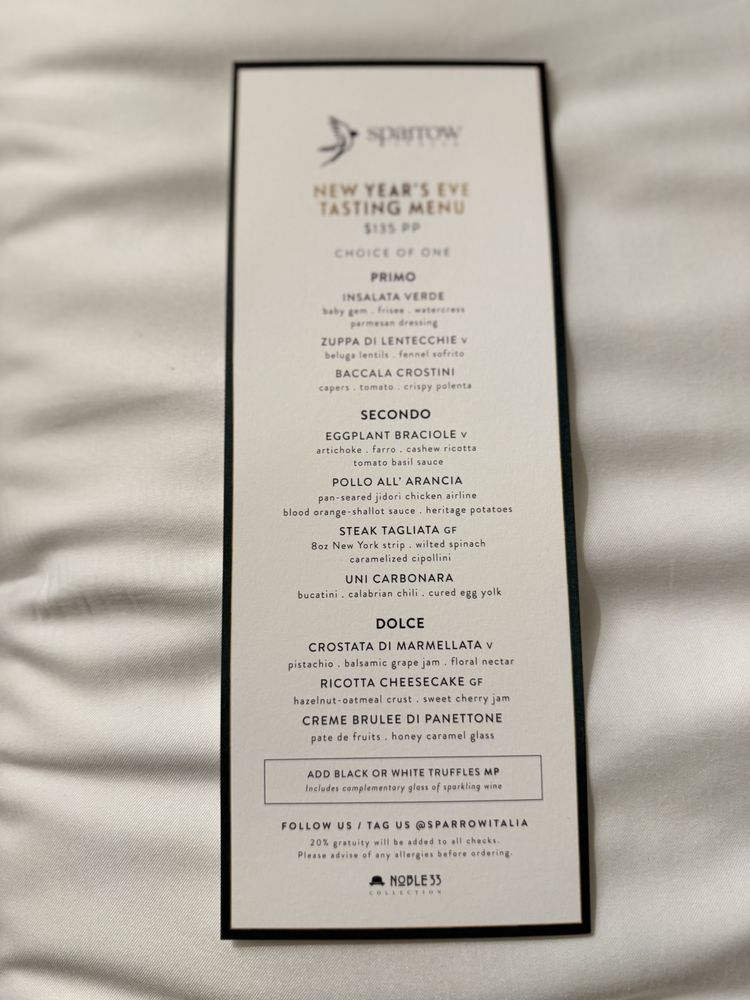 sparrow
NEW YEAR'S EVE
TASTING MENU
$135 PP
CHOICE OF ONE
PRIMO
INSALATA VERDE
baby gem . frisee . watercress
parmesan dressing
ZUPPA DI LENTECCHIE V
beluga lentils . fennel sofrito
BACCALA CROSTINI
capers . tomato . crispy polenta
SECONDO
EGGPLANT BRACIOLE V
artichoke . farro . cashew ricotta
tomato basil sauce
POLLO ALL' ARANCIA
pan-seared jidori chicken airline
blood orange-shallot sauce . heritage potatoes
STEAK TAGLIATA GF
8oz New York strip . wilted spinach
caramelized cipollini
UNI CARBONARA
bucatini . calabrian chili . cured egg yolk
DOLCE
CROSTATA DI MARMELLATA V
pistachio . balsamic grape jam . floral nectar
RICOTTA CHEESECAKE GF
hazelnut-oatmeal crust . sweet cherry jam
CREME BRULEE DI PANETTONE
pate de fruits . honey caramel glass
ADD BLACK OR WHITE TRUFFLES MP
Includes complementary glass of sparkling wine
FOLLOW US / TAG US @SPARROWITALIA
20% gratuity will be added to all checks.
Please advise of any allergies before ordering.
NOBLE 33
COLLECTION